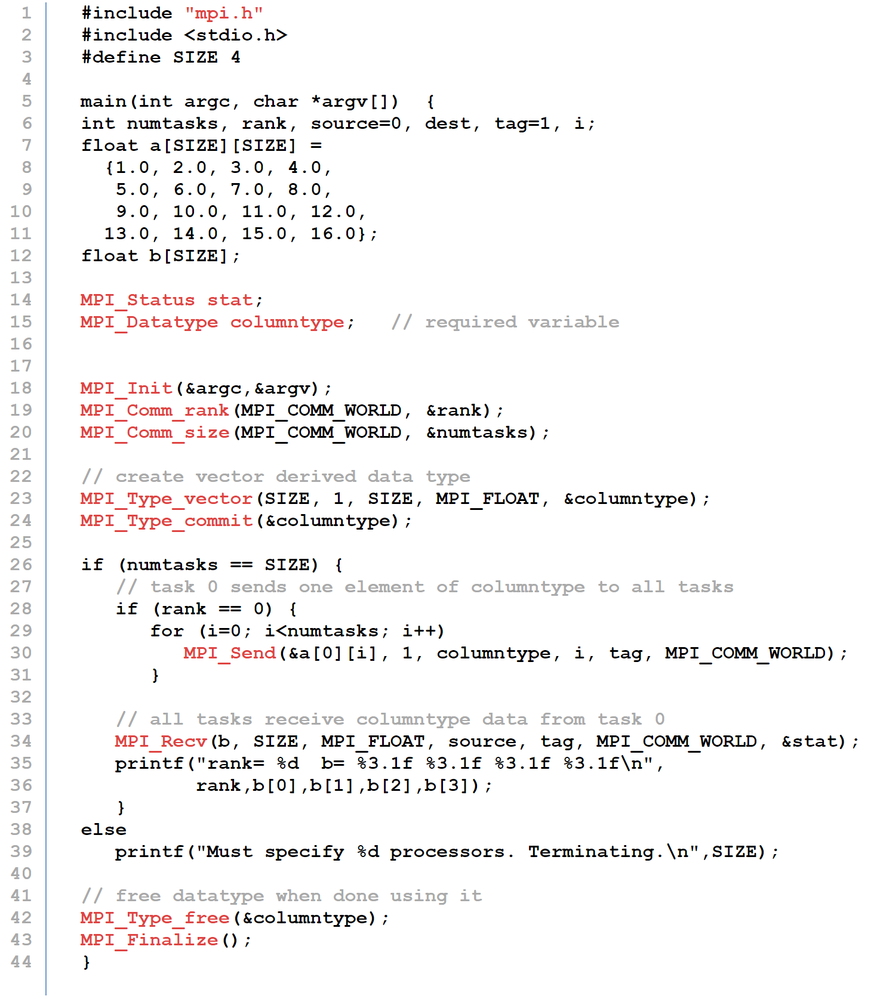 1 #include "mpi.h"
2 #include <stdio.h>
3 #define SIZE 4
4
5 main(int argc, char *argv[])  {
6 int numtasks, rank, source=0, dest, tag=1, i;
7 float a[SIZE][SIZE] =
8   {1.0, 2.0, 3.0, 4.0,
9    5.0, 6.0, 7.0, 8.0,
10    9.0, 10.0, 11.0, 12.0,
11   13.0, 14.0, 15.0, 16.0};
12 float b[SIZE];
13
14 MPI_Status stat;
15 MPI_Datatype columntype;   // required variable
16
17
18 MPI_Init(&argc,&argv);
19 MPI_Comm_rank(MPI_COMM_WORLD, &rank);
20 MPI_Comm_size(MPI_COMM_WORLD, &numtasks);
21
22 // create vector derived data type
23 MPI_Type_vector(SIZE, 1, SIZE, MPI_FLOAT, &columntype);
24 MPI_Type_commit(&columntype);
25
26 if (numtasks == SIZE) {
27    // task 0 sends one element of columntype to all tasks
28    if (rank == 0) {
29       for (i=0; i<numtasks; i++)
30          MPI_Send(&a[0][i], 1, columntype, i, tag, MPI_COMM_WORLD);
31       }
32
33    // all tasks receive columntype data from task 0
34    MPI_Recv(b, SIZE, MPI_FLOAT, source, tag, MPI_COMM_WORLD, &stat);
35    printf("rank= %d  b= %3.1f %3.1f %3.1f %3.1f\n",
36           rank,b[0],b[1],b[2],b[3]);
37    }
38 else
39    printf("Must specify %d processors. Terminating.\n",SIZE);
40
41 // free datatype when done using it
42 MPI_Type_free(&columntype);
43 MPI_Finalize();
44 }